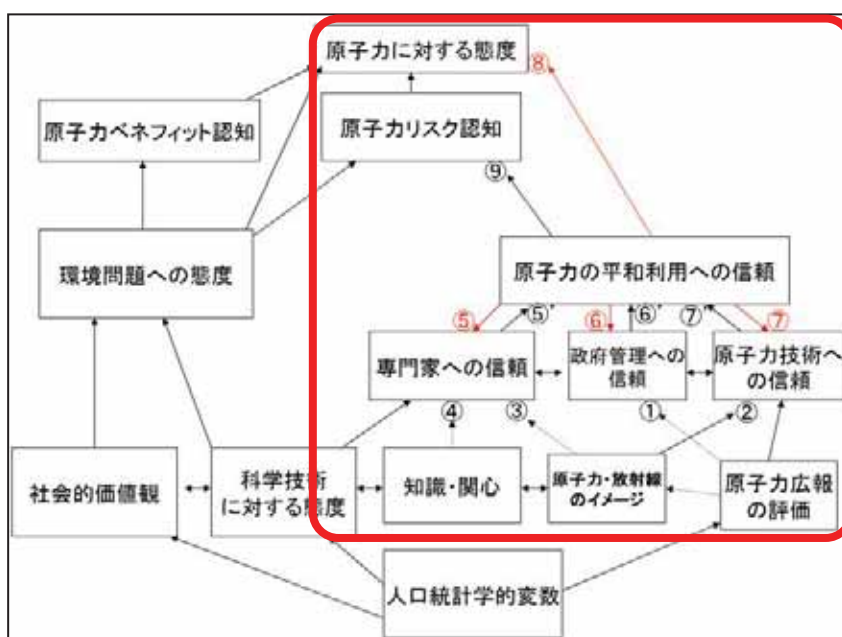 原子力に対する態度
⑧
原子力ベネフィット認知
原子力リスク認知
⑨
環境問題への態度
原子力の平和利用への信頼
⑤
⑤'
⑥
⑥'
⑦'
⑦
専門家への信頼
政府管理への
信頼
原子力技術へ
の信頼
④
③
①
②
社会的価値観
科学技術
に対する態度
知識・関心
原子力・放射線
のイメージ
原子力広報
の評価
人口統計学的変数